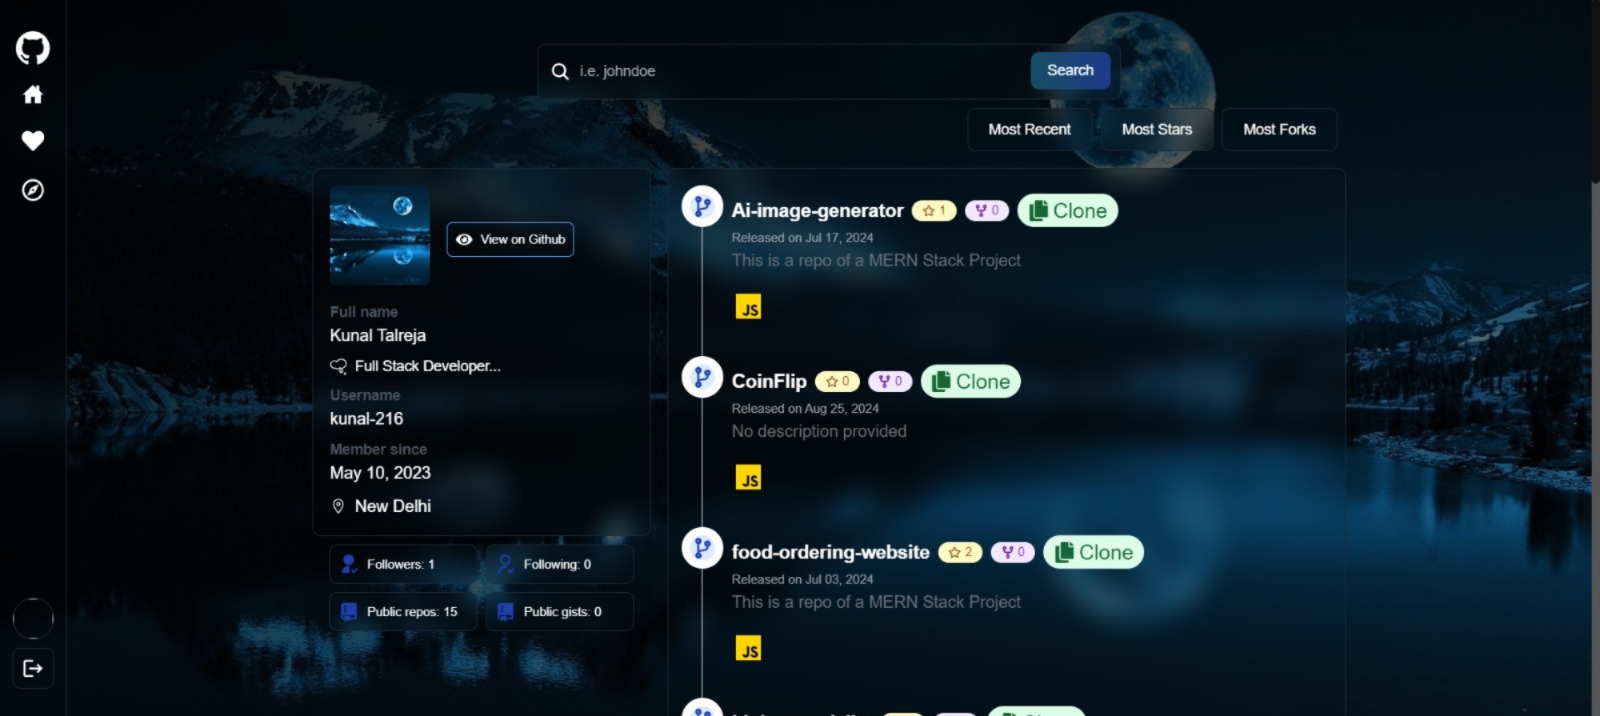 i.e. johndoe
Search
Most Recent Most Stars Most Forks
View on Github
Full name
Kunal Talreja
Full Stack Developer...
Username
kunal-216
Member since
May 10, 2023
New Delhi
Followers: 1 Following: 0
Public repos: 15 Public gists: 0
Ai-image-generator 1 0 Clone
Released on Jul 17, 2024
This is a repo of a MERN Stack Project
JS
CoinFlip 0 0 Clone
Released on Aug 25, 2024
No description provided
JS
food-ordering-website 2 0 Clone
Released on Jul 03, 2024
This is a repo of a MERN Stack Project
JS